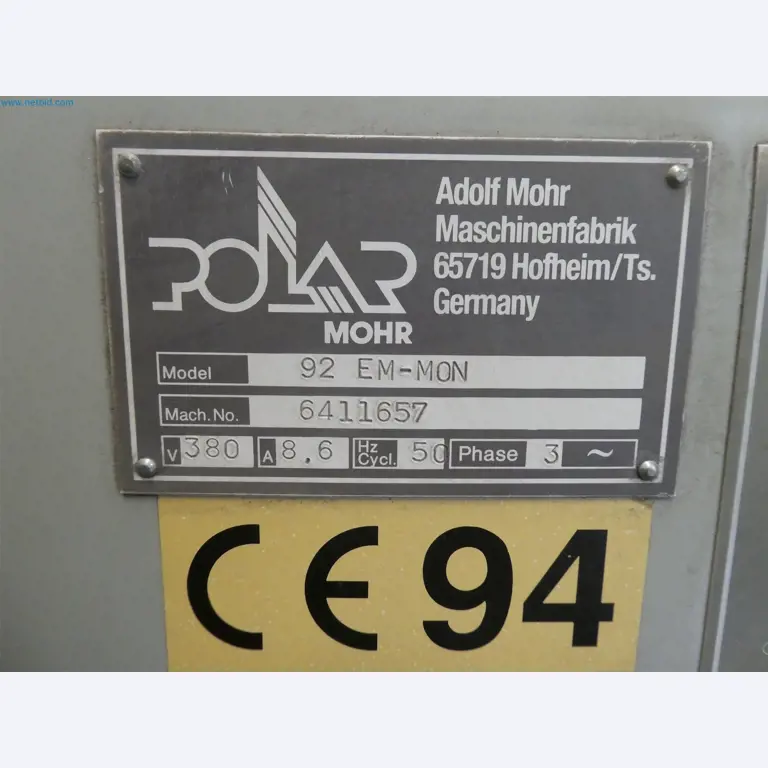 www.netbid.com
POLAR
MOHR
Adolf Mohr
Maschinenfabrik
65719 Hofheim/Ts.
Germany
Model 92 EM-MON
Mach.No. 6411657
V 380 A 8.6 Hz Cycl. 50 Phase 3 ~
CE 94